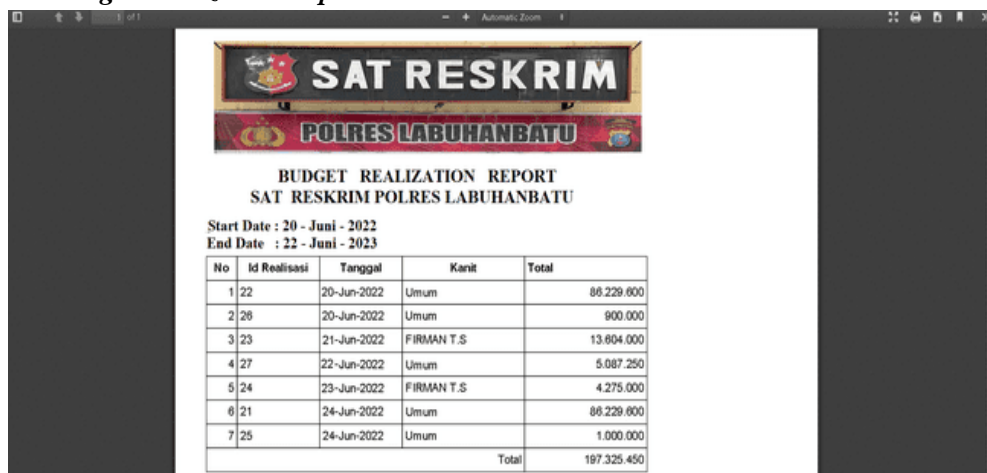 1 of 1
Automatic Zoom
SAT RESKRIM
POLRES LABUHANBATU
BUDGET REALIZATION REPORT
SAT RESKRIM POLRES LABUHANBATU
Start Date : 20 - Juni - 2022
End Date : 22 - Juni - 2023
No Id Realisasi Tanggal Kanit Total
1 22 20-Jun-2022 Umum 86.229.600
2 26 20-Jun-2022 Umum 900.000
3 23 21-Jun-2022 FIRMAN T.S 13.604.000
4 27 22-Jun-2022 Umum 5.087.250
5 24 23-Jun-2022 FIRMAN T.S 4.275.000
6 21 24-Jun-2022 Umum 86.229.600
7 25 24-Jun-2022 Umum 1.000.000
Total 197.325.450